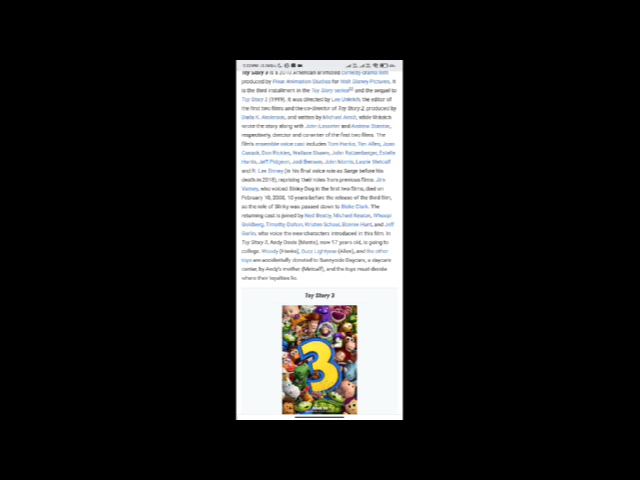 Toy Story 3 is a 2010 American animated comedy-drama film
produced by Pixar Animation Studios for Walt Disney Pictures. It
is the third installment in the Toy Story series and the sequel to
Toy Story 2 (1999). It was directed by Lee Unkrich, the editor of
the first two films and the co-director of Toy Story 2, produced by
Darla K. Anderson, and written by Michael Arndt, while Unkrich
wrote the story along with John Lasseter and Andrew Stanton,
respectively, director and co-writer of the first two films. The
film's ensemble voice cast includes Tom Hanks, Tim Allen, Joan
Cusack, Don Rickles, Wallace Shawn, John Ratzenberger, Estelle
Harris, Jeff Pidgeon, Jodi Benson, John Morris, Laurie Metcalf
and R. Lee Ermey (in his final voice role as Sarge before his
death in 2018), reprising their roles from previous films. Jim
Varney, who voiced Slinky Dog in the first two films, died on
February 10, 2000, 10 years before the release of the third film,
so the role of Slinky was passed down to Blake Clark. The
returning cast is joined by Ned Beatty, Michael Keaton, Whoopi
Goldberg, Timothy Dalton, Kristen Schaal, Bonnie Hunt, and Jeff
Garlin, who voice the new characters introduced in this film. In
Toy Story 3, Andy Davis (Morris), now 17 years old, is going to
college. Woody (Hanks), Buzz Lightyear (Allen), and the other
toys are accidentally donated to Sunnyside Daycare, a daycare
center, by Andy's mother (Metcalf), and the toys must decide
where their loyalties lie.
Toy Story 3
3